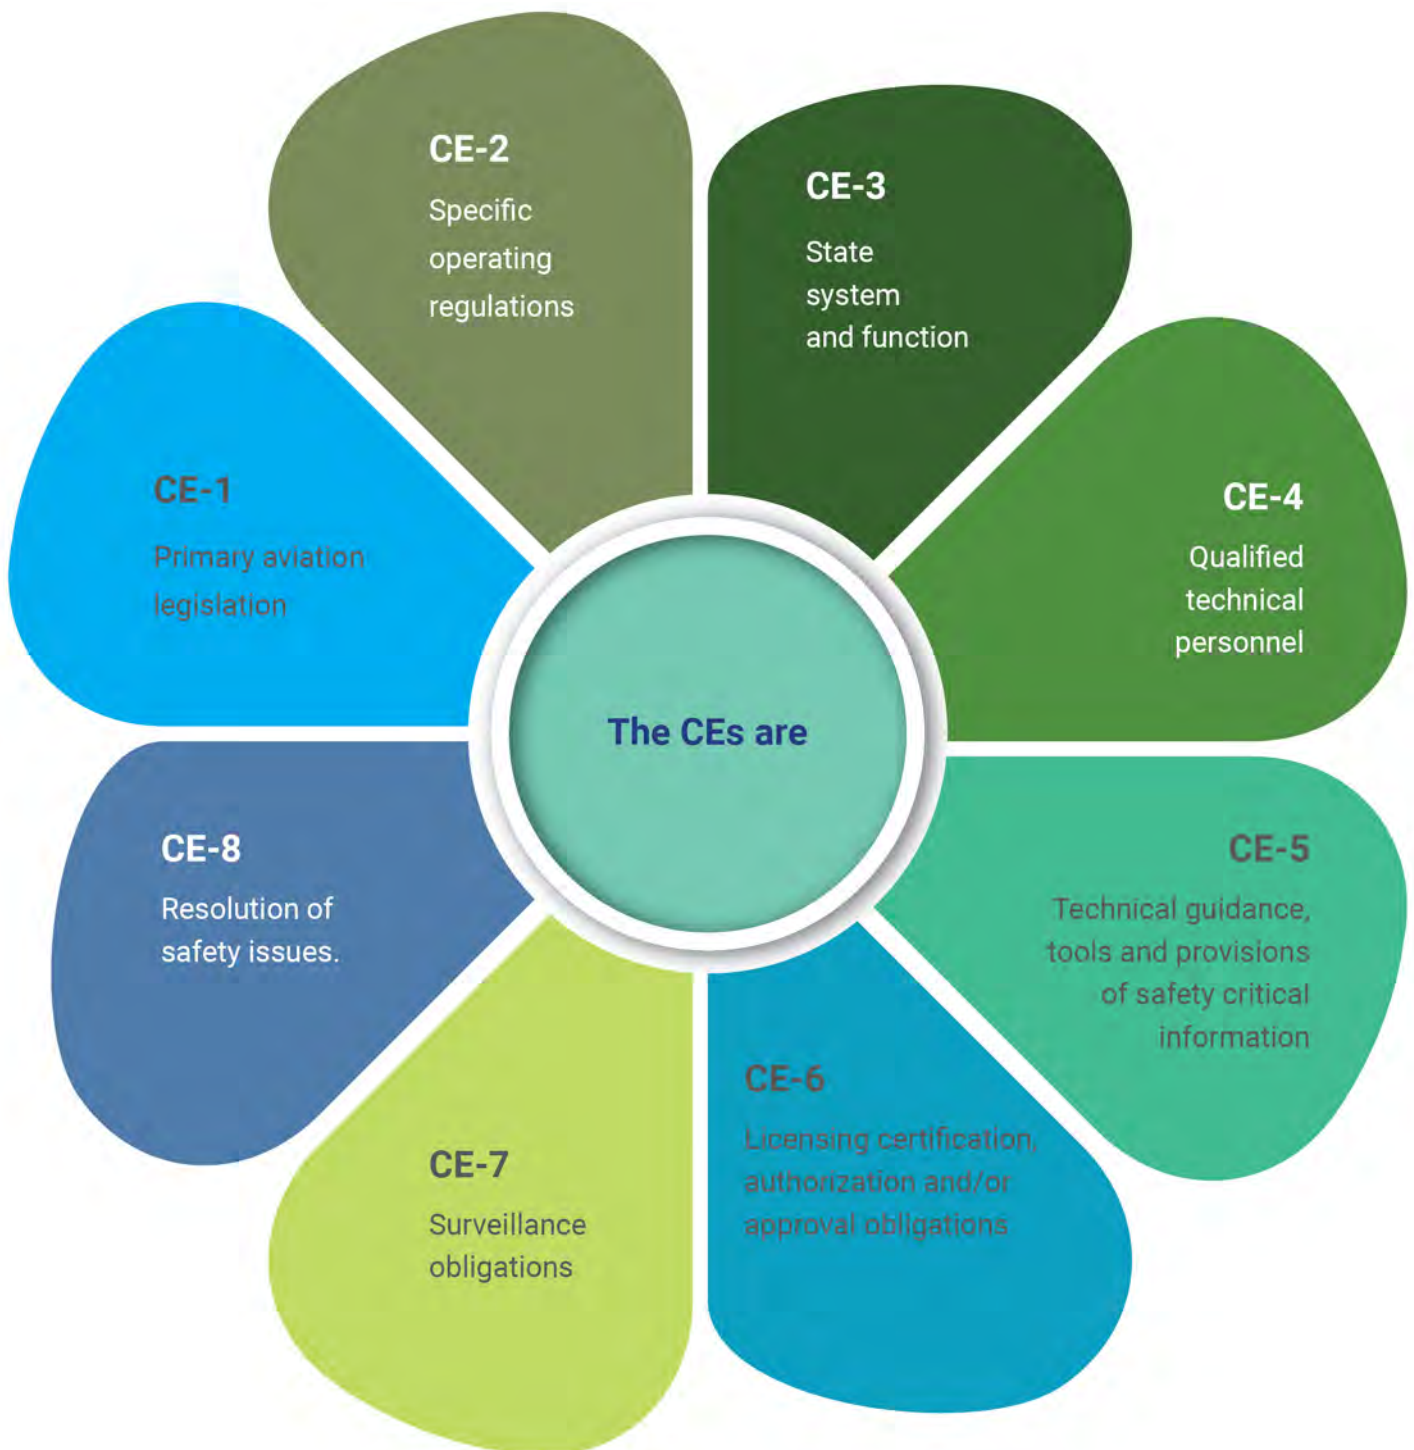 CE-2
Specific
operating
regulations
CE-3
State
system
and function
CE-1
Primary aviation
legislation
CE-4
Qualified
technical
personnel
The CEs are
CE-8
Resolution of
safety issues.
CE-5
Technical guidance,
tools and provisions
of safety critical
information
CE-7
Surveillance
obligations
CE-6
Licensing certification,
authorization and/or
approval obligations